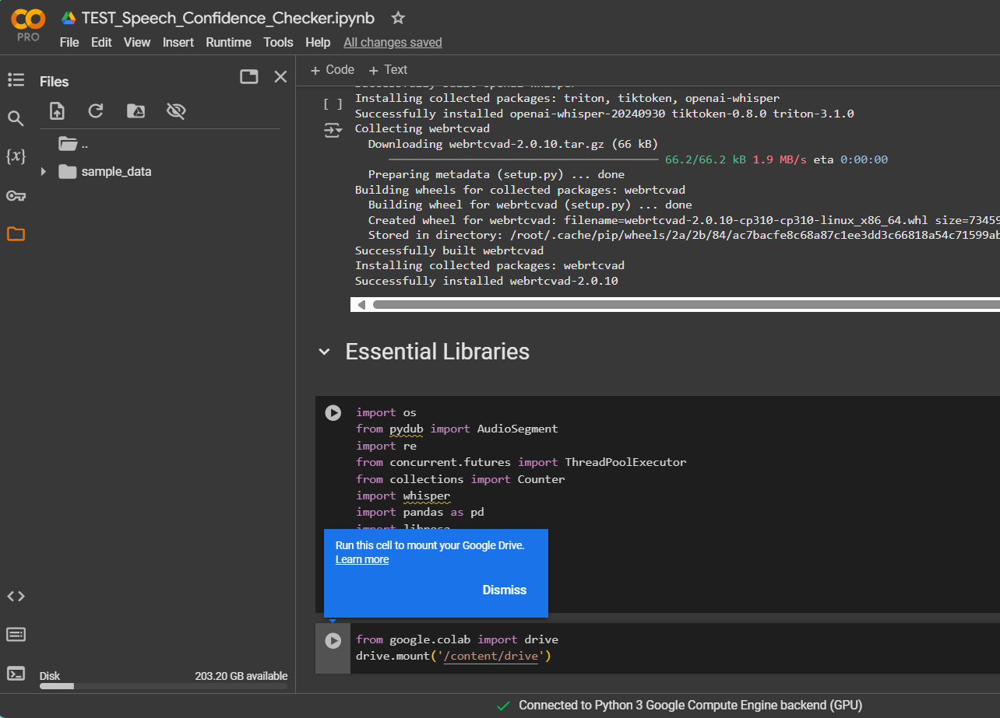 TEST_Speech_Confidence_Checker.ipynb
PRO
File Edit View Insert Runtime Tools Help All changes saved
Files
+ Code + Text
..
sample_data
Disk 203.20 GB available
[ ]
Installing collected packages: triton, tiktoken, openai-whisper
Successfully installed openai-whisper-20240930 tiktoken-0.8.0 triton-3.1.0
Collecting webrtcvad
Downloading webrtcvad-2.0.10.tar.gz (66 kB)
66.2/66.2 kB 1.9 MB/s eta 0:00:00
Preparing metadata (setup.py) ... done
Building wheels for collected packages: webrtcvad
Building wheel for webrtcvad (setup.py) ... done
Created wheel for webrtcvad: filename=webrtcvad-2.0.10-cp310-cp310-linux_x86_64.whl size=73459
Stored in directory: /root/.cache/pip/wheels/2a/2b/84/ac7bacfe8c68a87c1ee3dd3c66818a54c71599ab
Successfully built webrtcvad
Installing collected packages: webrtcvad
Successfully installed webrtcvad-2.0.10
Essential Libraries
import os
from pydub import AudioSegment
import re
from concurrent.futures import ThreadPoolExecutor
from collections import Counter
import whisper
import pandas as pd
Run this cell to mount your Google Drive.
Learn more
Dismiss
from google.colab import drive
drive.mount('/content/drive')
Connected to Python 3 Google Compute Engine backend (GPU)